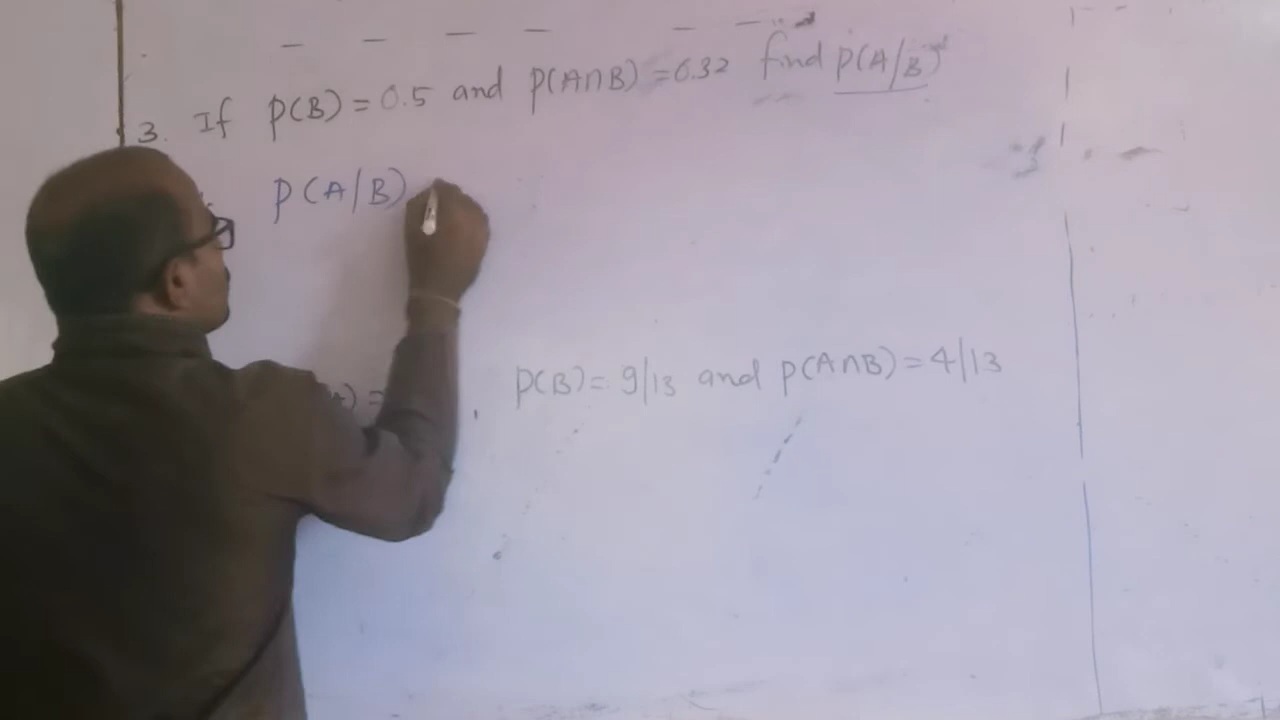 3. If P(B) = 0.5 and P(A∩B) = 0.32 find P(A/B)
P(A/B)
P(B) = 9/13 and P(A∩B) = 4/13